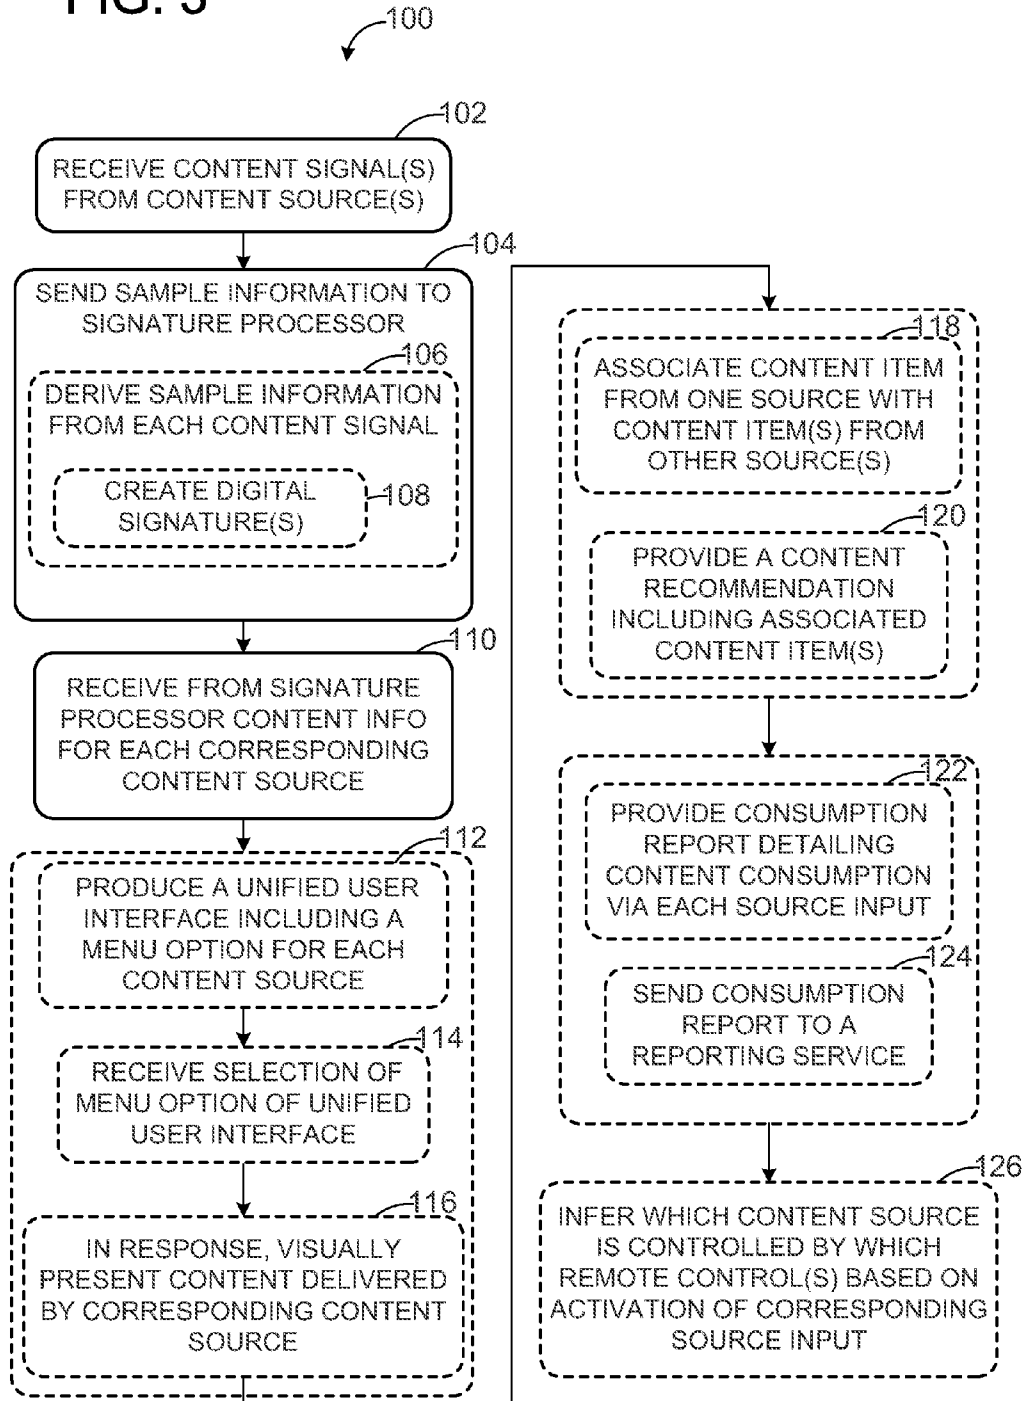 FIG. 3
100
102
RECEIVE CONTENT SIGNAL(S)
FROM CONTENT SOURCE(S)
104
SEND SAMPLE INFORMATION TO
SIGNATURE PROCESSOR
106
DERIVE SAMPLE INFORMATION
FROM EACH CONTENT SIGNAL
CREATE DIGITAL
SIGNATURE(S)
108
110
RECEIVE FROM SIGNATURE
PROCESSOR CONTENT INFO
FOR EACH CORRESPONDING
CONTENT SOURCE
112
PRODUCE A UNIFIED USER
INTERFACE INCLUDING A
MENU OPTION FOR EACH
CONTENT SOURCE
114
RECEIVE SELECTION OF
MENU OPTION OF UNIFIED
USER INTERFACE
116
IN RESPONSE, VISUALLY
PRESENT CONTENT DELIVERED
BY CORRESPONDING CONTENT
SOURCE
118
ASSOCIATE CONTENT ITEM
FROM ONE SOURCE WITH
CONTENT ITEM(S) FROM
OTHER SOURCE(S)
120
PROVIDE A CONTENT
RECOMMENDATION
INCLUDING ASSOCIATED
CONTENT ITEM(S)
122
PROVIDE CONSUMPTION
REPORT DETAILING
CONTENT CONSUMPTION
VIA EACH SOURCE INPUT
124
SEND CONSUMPTION
REPORT TO A
REPORTING SERVICE
126
INFER WHICH CONTENT SOURCE
IS CONTROLLED BY WHICH
REMOTE CONTROL(S) BASED ON
ACTIVATION OF CORRESPONDING
SOURCE INPUT